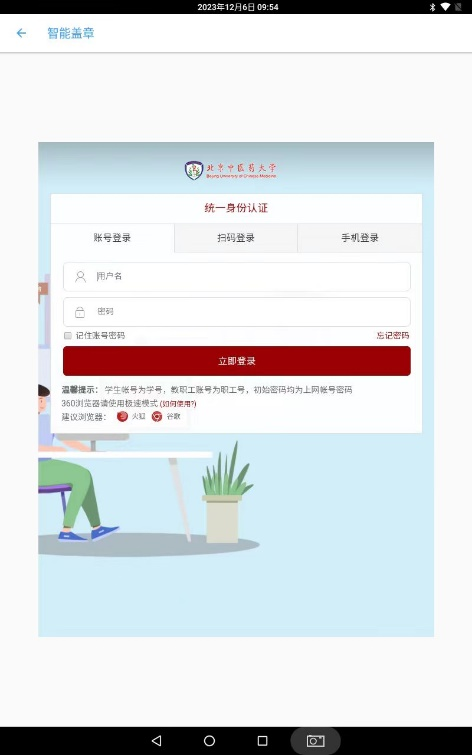 2023年12月6日 09:54
智能盖章
北京中医药大学
Beijing University of Chinese Medicine
统一身份认证
账号登录
扫码登录
手机登录
用户名
密码
记住账号密码
忘记密码
立即登录
温馨提示： 学生帐号为学号，教职工账号为职工号，初始密码均为上网帐号密码
360浏览器请使用极速模式 (如何使用?)
建议浏览器： 火狐 谷歌